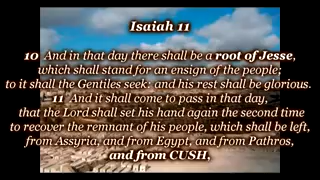 Isaiah 11
10 And in that day there shall be a root of Jesse,
which shall stand for an ensign of the people;
to it shall the Gentiles seek: and his rest shall be glorious.
11 And it shall come to pass in that day,
that the Lord shall set his hand again the second time
to recover the remnant of his people, which shall be left,
from Assyria, and from Egypt, and from Pathros,
and from CUSH,